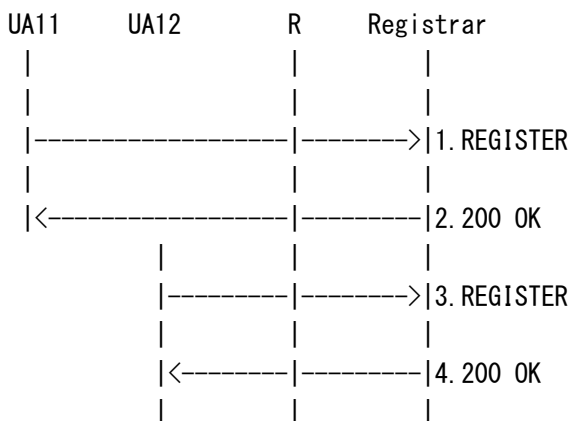 UA11 UA12 R Registrar
1.REGISTER
2.200 OK
3.REGISTER
4.200 OK